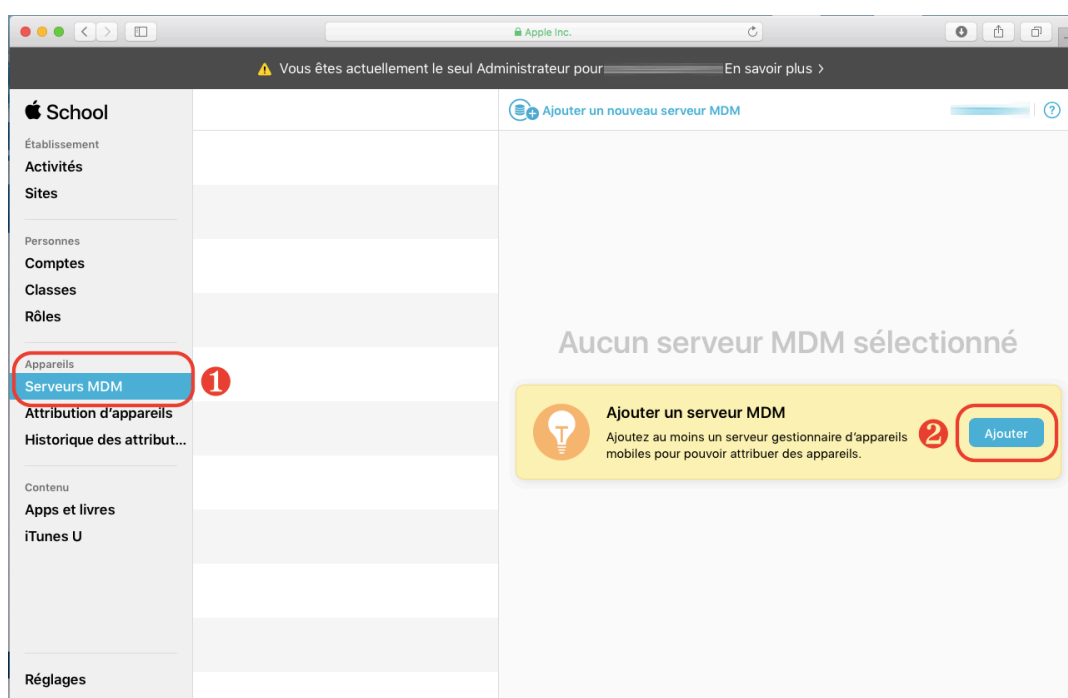 Apple Inc.
Vous êtes actuellement le seul Administrateur pour En savoir plus >
School
Ajouter un nouveau serveur MDM
?
Établissement
Activités
Sites
Personnes
Comptes
Classes
Rôles
Appareils
Serveurs MDM
1
Attribution d'appareils
Historique des attribut...
Contenu
Apps et livres
iTunes U
Réglages
Aucun serveur MDM sélectionné
Ajouter un serveur MDM
Ajoutez au moins un serveur gestionnaire d'appareils
mobiles pour pouvoir attribuer des appareils.
2
Ajouter